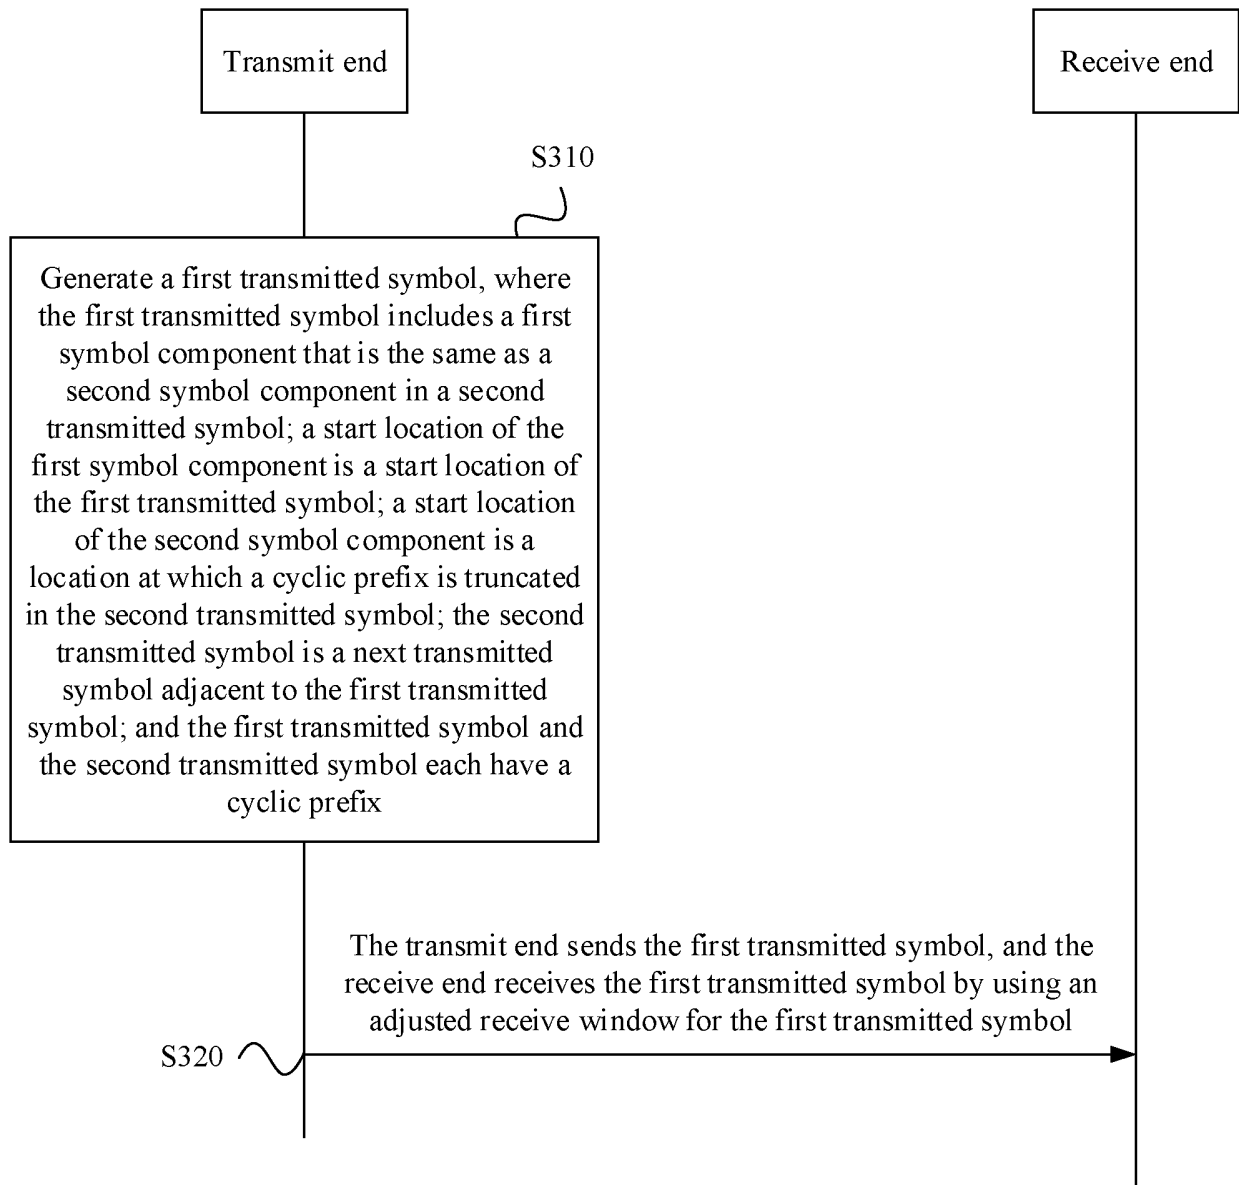 Transmit end
Receive end
S310
Generate a first transmitted symbol, where
the first transmitted symbol includes a first
symbol component that is the same as a
second symbol component in a second
transmitted symbol; a start location of the
first symbol component is a start location of
the first transmitted symbol; a start location
of the second symbol component is a
location at which a cyclic prefix is truncated
in the second transmitted symbol; the second
transmitted symbol is a next transmitted
symbol adjacent to the first transmitted
symbol; and the first transmitted symbol and
the second transmitted symbol each have a
cyclic prefix
The transmit end sends the first transmitted symbol, and the
receive end receives the first transmitted symbol by using an
adjusted receive window for the first transmitted symbol
S320